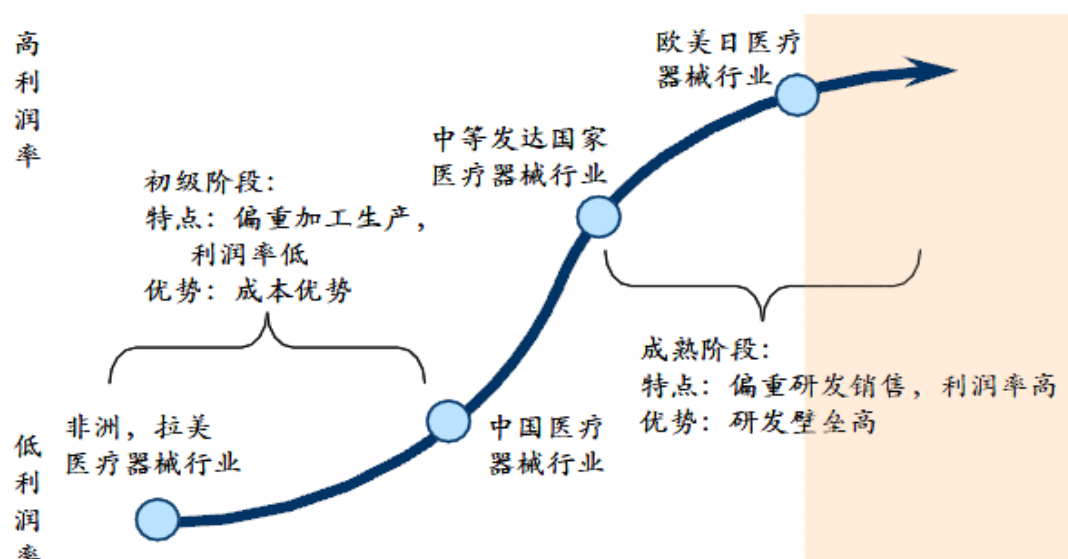 高
利
润
率
欧美日医疗
器械行业
中等发达国家
医疗器械行业
初级阶段：
特点：偏重加工生产，
利润率低
优势：成本优势
成熟阶段：
特点：偏重研发销售，利润率高
优势：研发壁垒高
非洲，拉美
医疗器械行业
中国医疗
器械行业
低
利
润
率